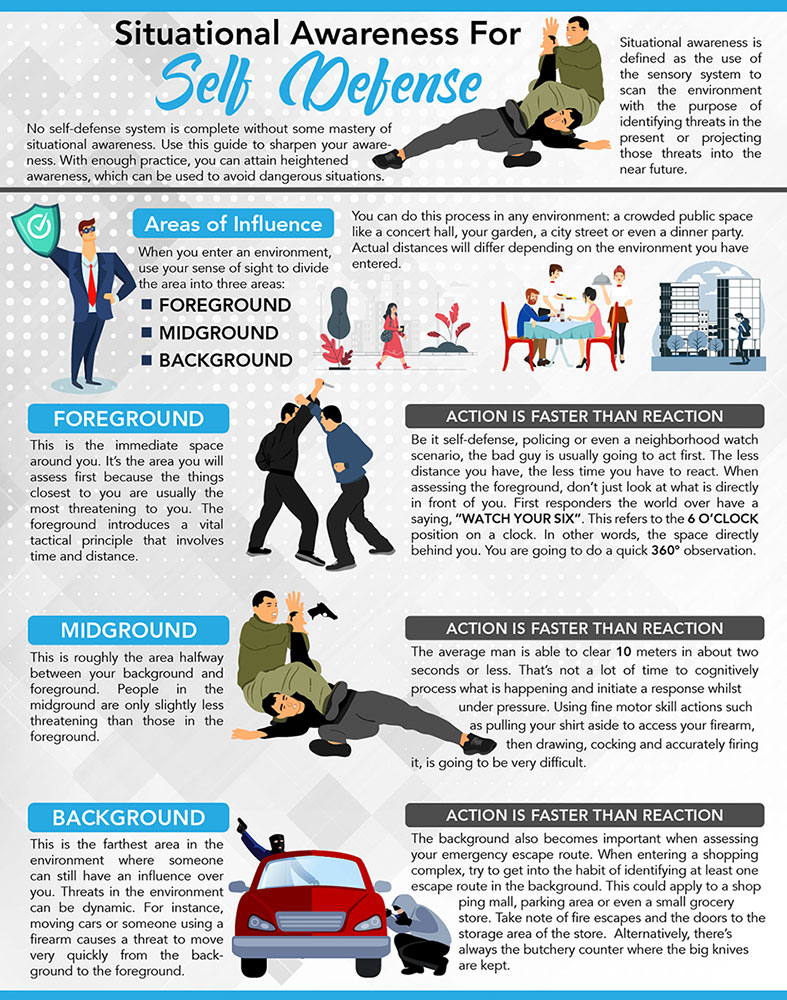 Situational Awareness For
Self Defense
No self-defense system is complete without some mastery of
situational awareness. Use this guide to sharpen your aware-
ness. With enough practice, you can attain heightened
awareness, which can be used to avoid dangerous situations.
Situational awareness is
defined as the use of
the sensory system to
scan the environment
with the purpose of
identifying threats in the
present or projecting
those threats into the
near future.
Areas of Influence
When you enter an environment,
use your sense of sight to divide
the area into three areas:
FOREGROUND
MIDGROUND
BACKGROUND
You can do this process in any environment: a crowded public space
like a concert hall, your garden, a city street or even a dinner party.
Actual distances will differ depending on the environment you have
entered.
FOREGROUND
This is the immediate space
around you. It's the area you will
assess first because the things
closest to you are usually the
most threatening to you. The
foreground introduces a vital
tactical principle that involves
time and distance.
ACTION IS FASTER THAN REACTION
Be it self-defense, policing or even a neighborhood watch
scenario, the bad guy is usually going to act first. The less
distance you have, the less time you have to react. When
assessing the foreground, don't just look at what is directly
in front of you. First responders the world over have a
saying, "WATCH YOUR SIX". This refers to the 6 O'CLOCK
position on a clock. In other words, the space directly
behind you. You are going to do a quick 360° observation.
MIDGROUND
This is roughly the area halfway
between your background and
foreground. People in the
midground are only slightly less
threatening than those in the
foreground.
ACTION IS FASTER THAN REACTION
The average man is able to clear 10 meters in about two
seconds or less. That's not a lot of time to cognitively
process what is happening and initiate a response whilst
under pressure. Using fine motor skill actions such
as pulling your shirt aside to access your firearm,
then drawing, cocking and accurately firing
it, is going to be very difficult.
BACKGROUND
This is the farthest area in the
environment where someone
can still have an influence over
you. Threats in the environment
can be dynamic. For instance,
moving cars or someone using a
firearm causes a threat to move
very quickly from the back-
ground to the foreground.
ACTION IS FASTER THAN REACTION
The background also becomes important when assessing
your emergency escape route. When entering a shopping
complex, try to get into the habit of identifying at least one
escape route in the background. This could apply to a shop
ping mall, parking area or even a small grocery
store. Take note of fire escapes and the doors to the
storage area of the store. Alternatively, there's
always the butchery counter where the big knives
are kept.